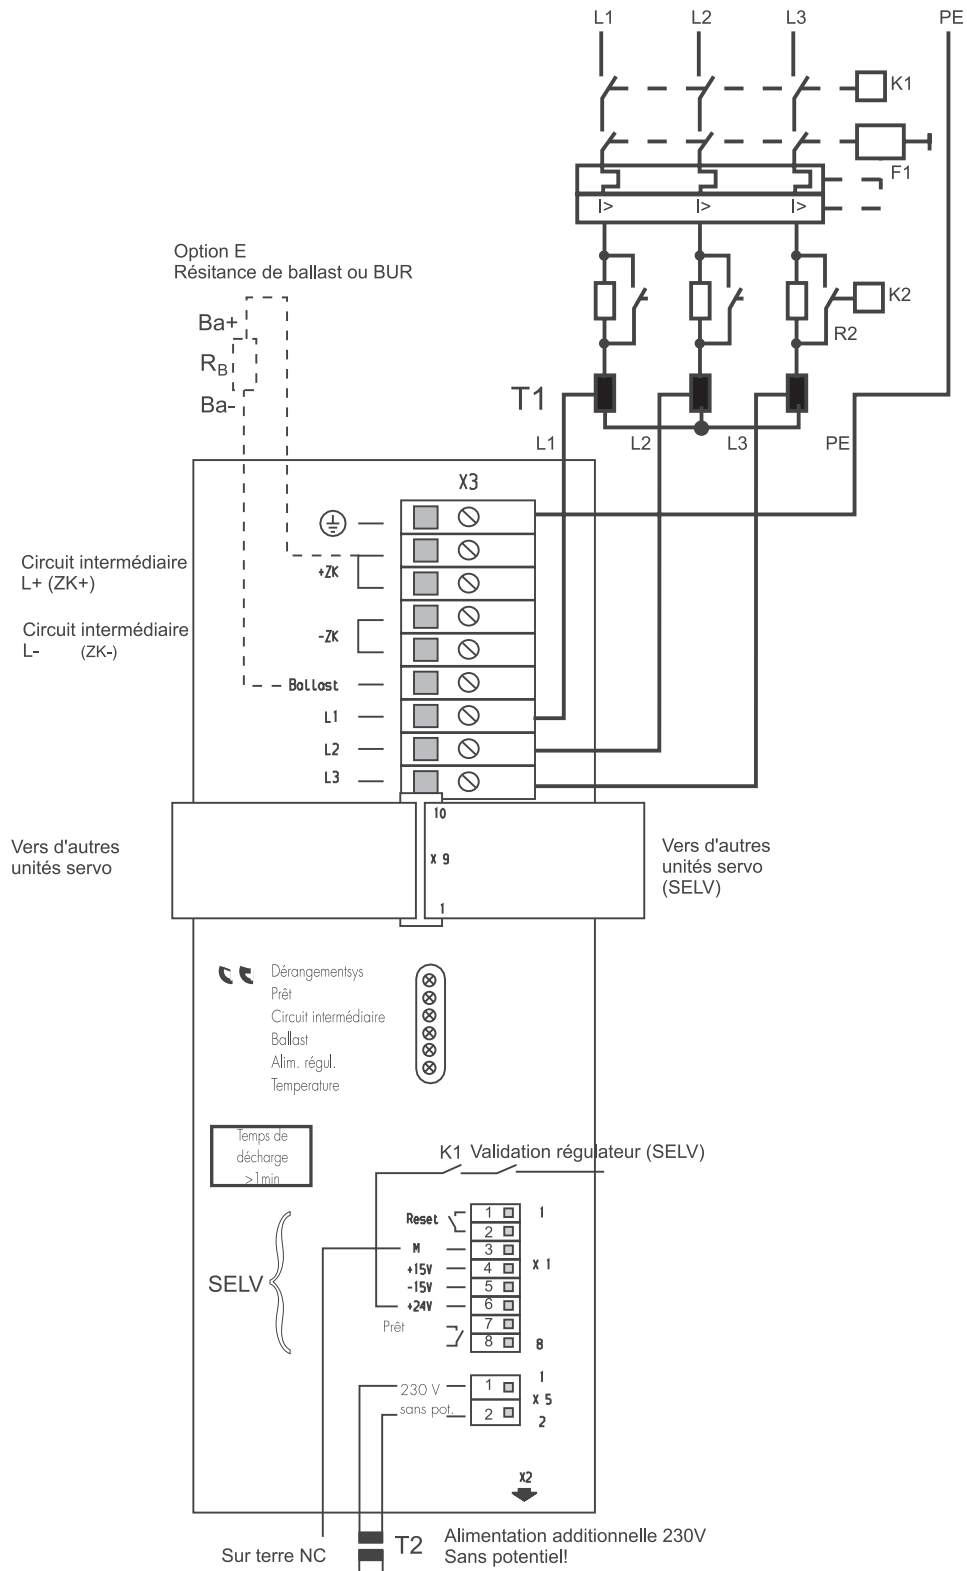 L1 L2 L3 PE
K1
F1
I> I> I>
Option E
Résitance de ballast ou BUR
K2
Ba+
R2
RB
T1
Ba-
L1 L2 L3 PE
X3
Circuit intermédiaire
L+ (ZK+)
+ZK
Circuit intermédiaire
L- (ZK-)
-ZK
Ballast
L1
L2
L3
10
Vers d'autres
unités servo
X 9
Vers d'autres
unités servo
(SELV)
1
Dérangementsys
Prêt
Circuit intermédiaire
Ballast
Alim. régul.
Temperature
Temps de
décharge
>1min
K1 Validation régulateur (SELV)
Reset 1 1
2
M 3
+15V 4 X 1
-15V 5
+24V 6
Prêt 7
8 8
SELV
230 V 1 1
sans pot. X 5
2 2
X2
T2
Alimentation additionnelle 230V
Sans potentiel!
Sur terre NC